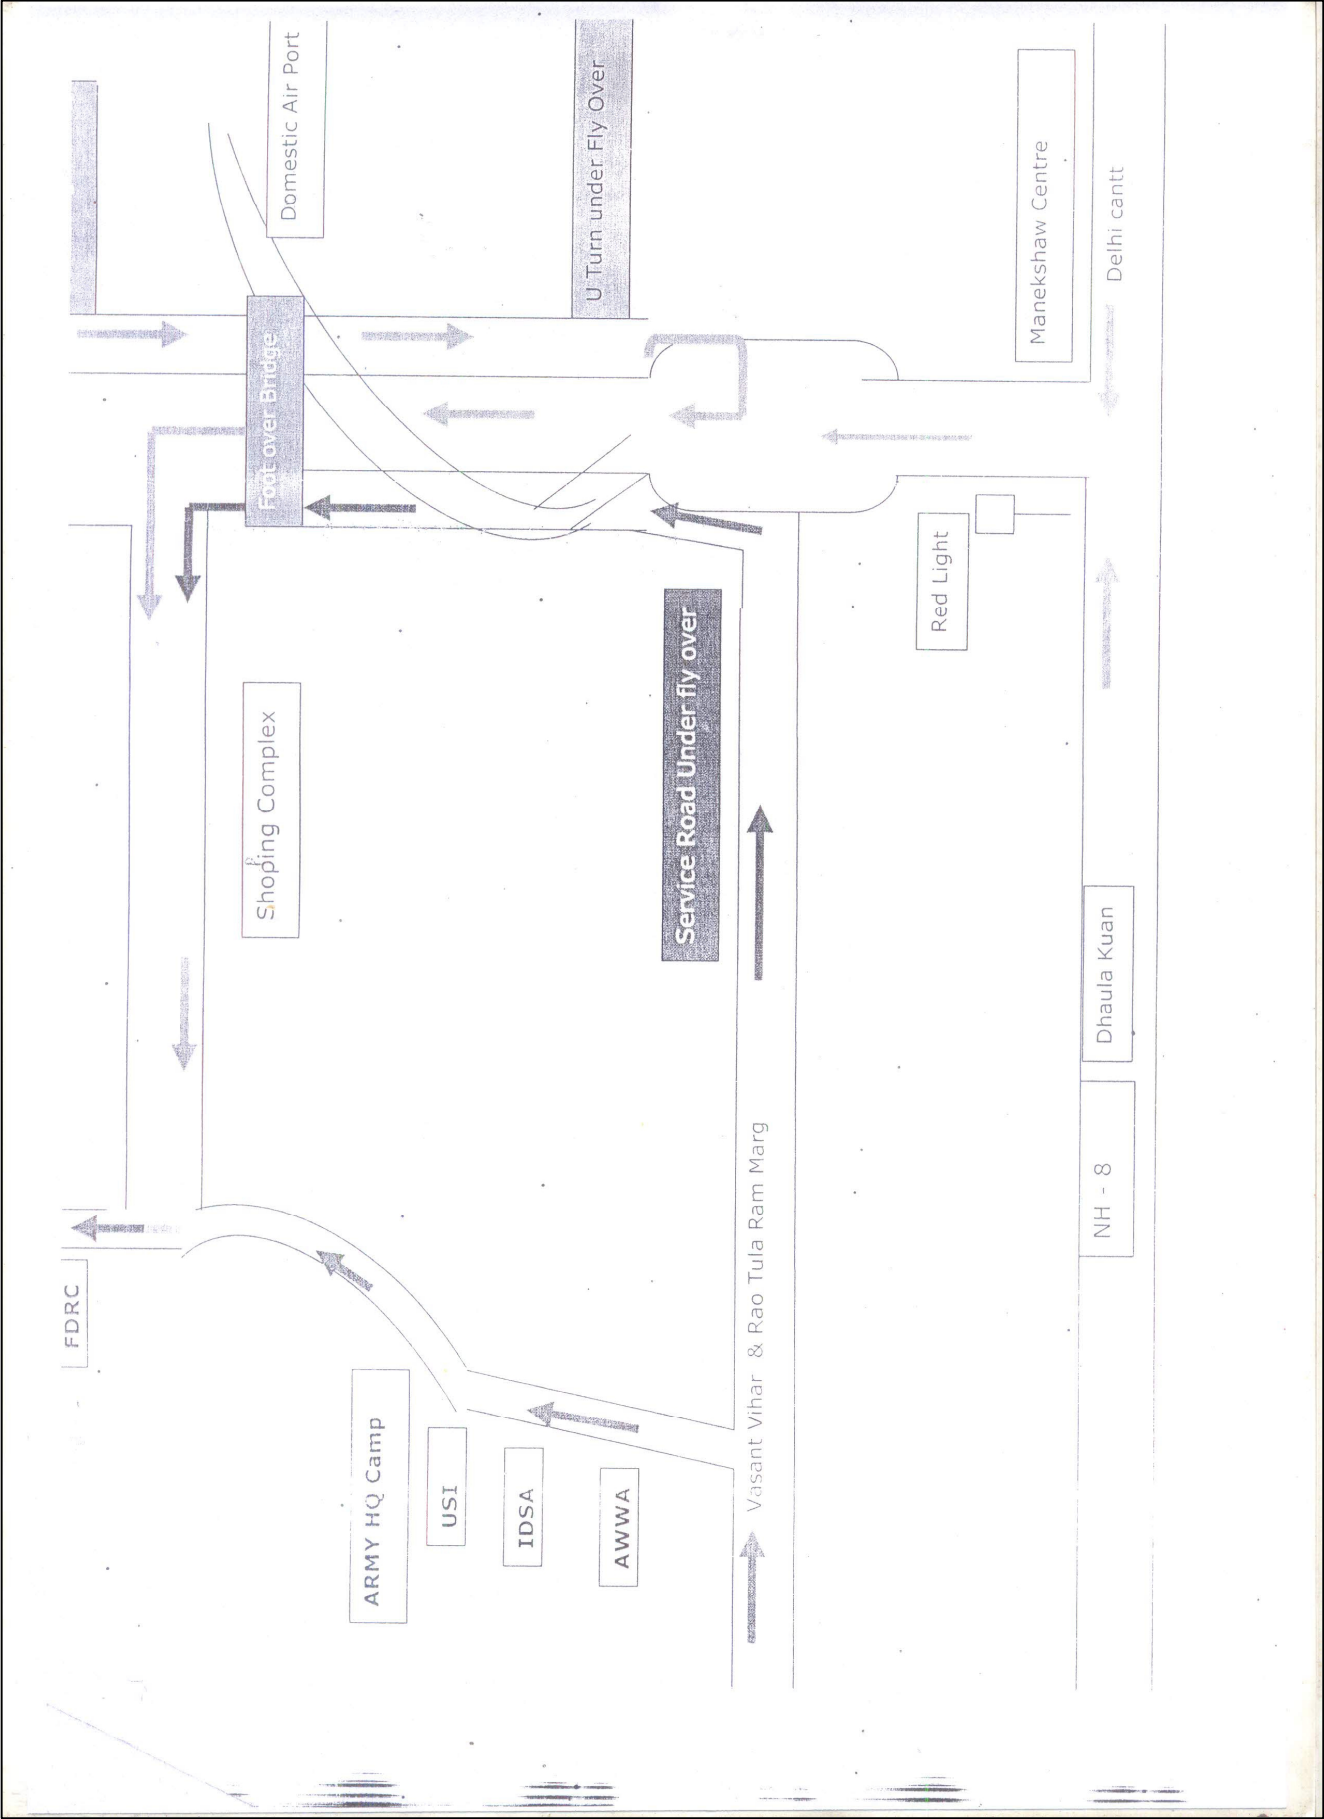 FDRC
Domestic Air Port
Foot over Bridge
Shoping Complex
p
ARMY HQ Camp
USI
IDSA
AWWA
U Turn under Fly Over
Service Road Under fly over
Vasant Vihar & Rao Tula Ram Marg
Red Light
Manekshaw Centre
Delhi cantt
Dhaula Kuan
NH - 8